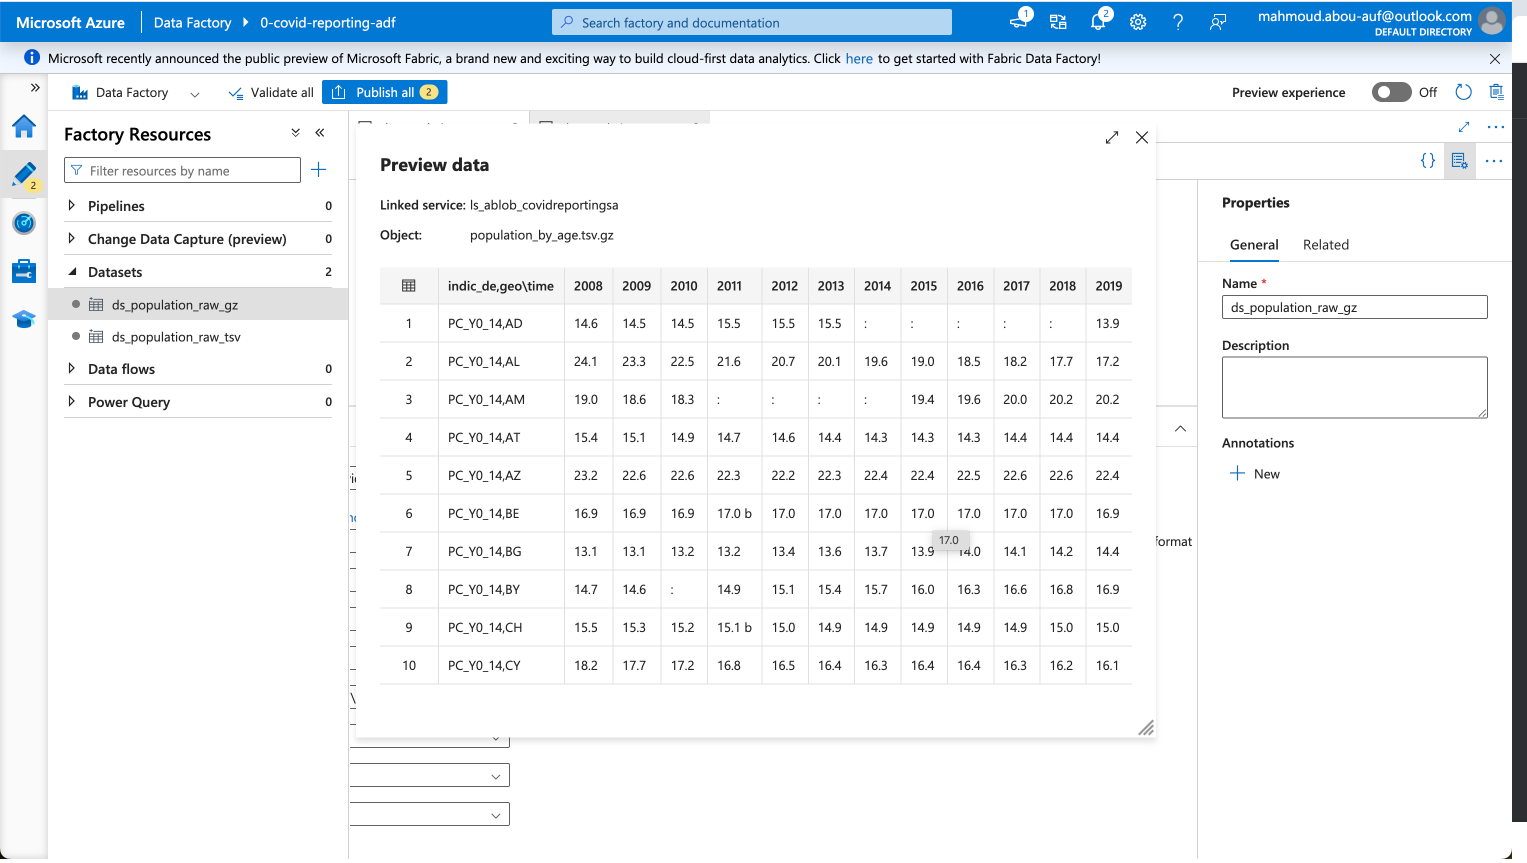 Microsoft Azure
Data Factory
0-covid-reporting-adf
Search factory and documentation
1
2
mahmoud.abou-auf@outlook.com
DEFAULT DIRECTORY
Microsoft recently announced the public preview of Microsoft Fabric, a brand new and exciting way to build cloud-first data analytics. Click here to get started with Fabric Data Factory!
Data Factory
Validate all
Publish all 2
Preview experience
Off
2
Factory Resources
Filter resources by name
Pipelines 0
Change Data Capture (preview) 0
Datasets 2
ds_population_raw_gz
ds_population_raw_tsv
Data flows 0
Power Query 0
Preview data
Linked service: ls_ablob_covidreportingsa
Object: population_by_age.tsv.gz
indic_de,geo\time 2008 2009 2010 2011 2012 2013 2014 2015 2016 2017 2018 2019
1 PC_Y0_14,AD 14.6 14.5 14.5 15.5 15.5 15.5 : : : : : 13.9
2 PC_Y0_14,AL 24.1 23.3 22.5 21.6 20.7 20.1 19.6 19.0 18.5 18.2 17.7 17.2
3 PC_Y0_14,AM 19.0 18.6 18.3 : : : : 19.4 19.6 20.0 20.2 20.2
4 PC_Y0_14,AT 15.4 15.1 14.9 14.7 14.6 14.4 14.3 14.3 14.3 14.4 14.4 14.4
5 PC_Y0_14,AZ 23.2 22.6 22.6 22.3 22.2 22.3 22.4 22.4 22.5 22.6 22.6 22.4
6 PC_Y0_14,BE 16.9 16.9 16.9 17.0 b 17.0 17.0 17.0 17.0 17.0 17.0 17.0 16.9
17.0
7 PC_Y0_14,BG 13.1 13.1 13.2 13.2 13.4 13.6 13.7 13.9 14.0 14.1 14.2 14.4
8 PC_Y0_14,BY 14.7 14.6 : 14.9 15.1 15.4 15.7 16.0 16.3 16.6 16.8 16.9
9 PC_Y0_14,CH 15.5 15.3 15.2 15.1 b 15.0 14.9 14.9 14.9 14.9 14.9 15.0 15.0
10 PC_Y0_14,CY 18.2 17.7 17.2 16.8 16.5 16.4 16.3 16.4 16.4 16.3 16.2 16.1
format
Properties
General
Related
Name *
ds_population_raw_gz
Description
Annotations
New